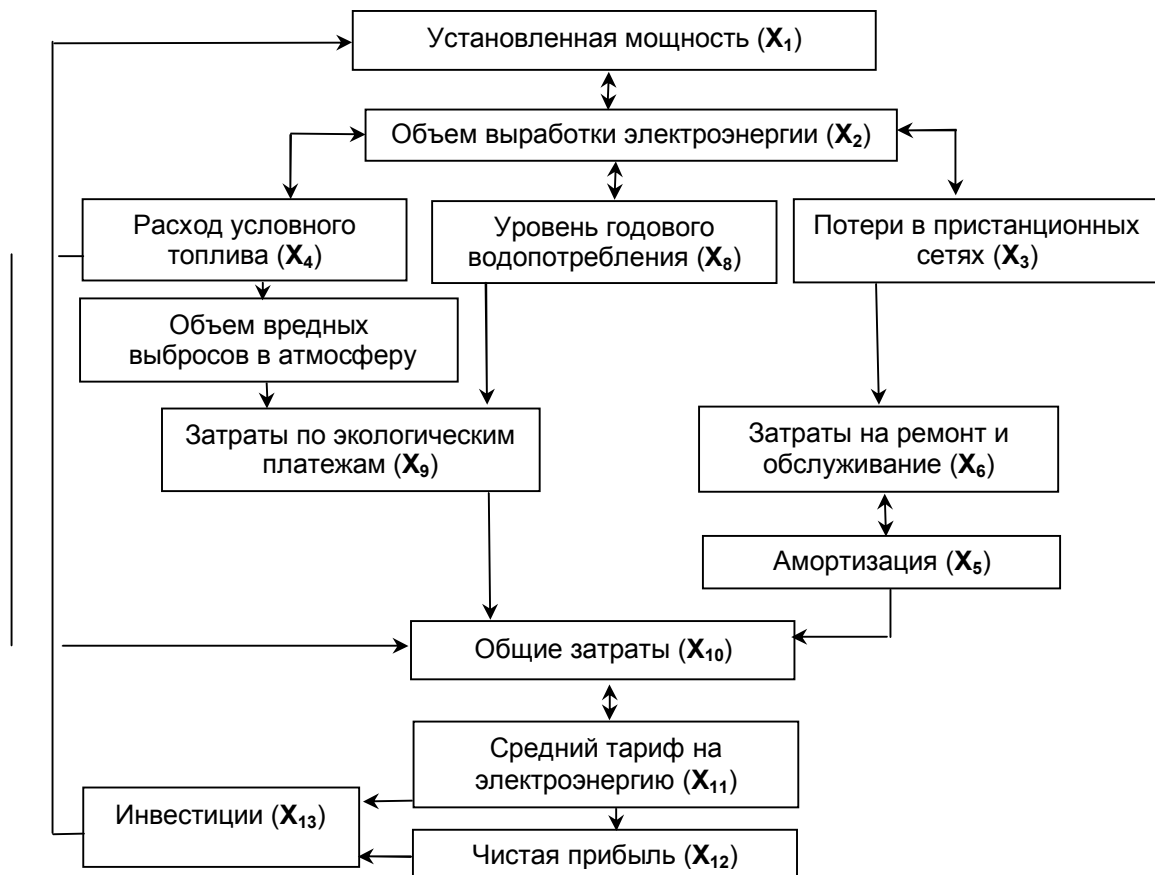 Установленная мощность (X₁)
Объем выработки электроэнергии (X₂)
Расход условного
топлива (X₄)
Уровень годового
водопотребления (X₈)
Потери в пристанционных
сетях (X₃)
Объем вредных
выбросов в атмосферу
Затраты по экологическим
платежам (X₉)
Затраты на ремонт и
обслуживание (X₆)
Амортизация (X₅)
Общие затраты (X₁₀)
Средний тариф на
электроэнергию (X₁₁)
Инвестиции (X₁₃)
Чистая прибыль (X₁₂)